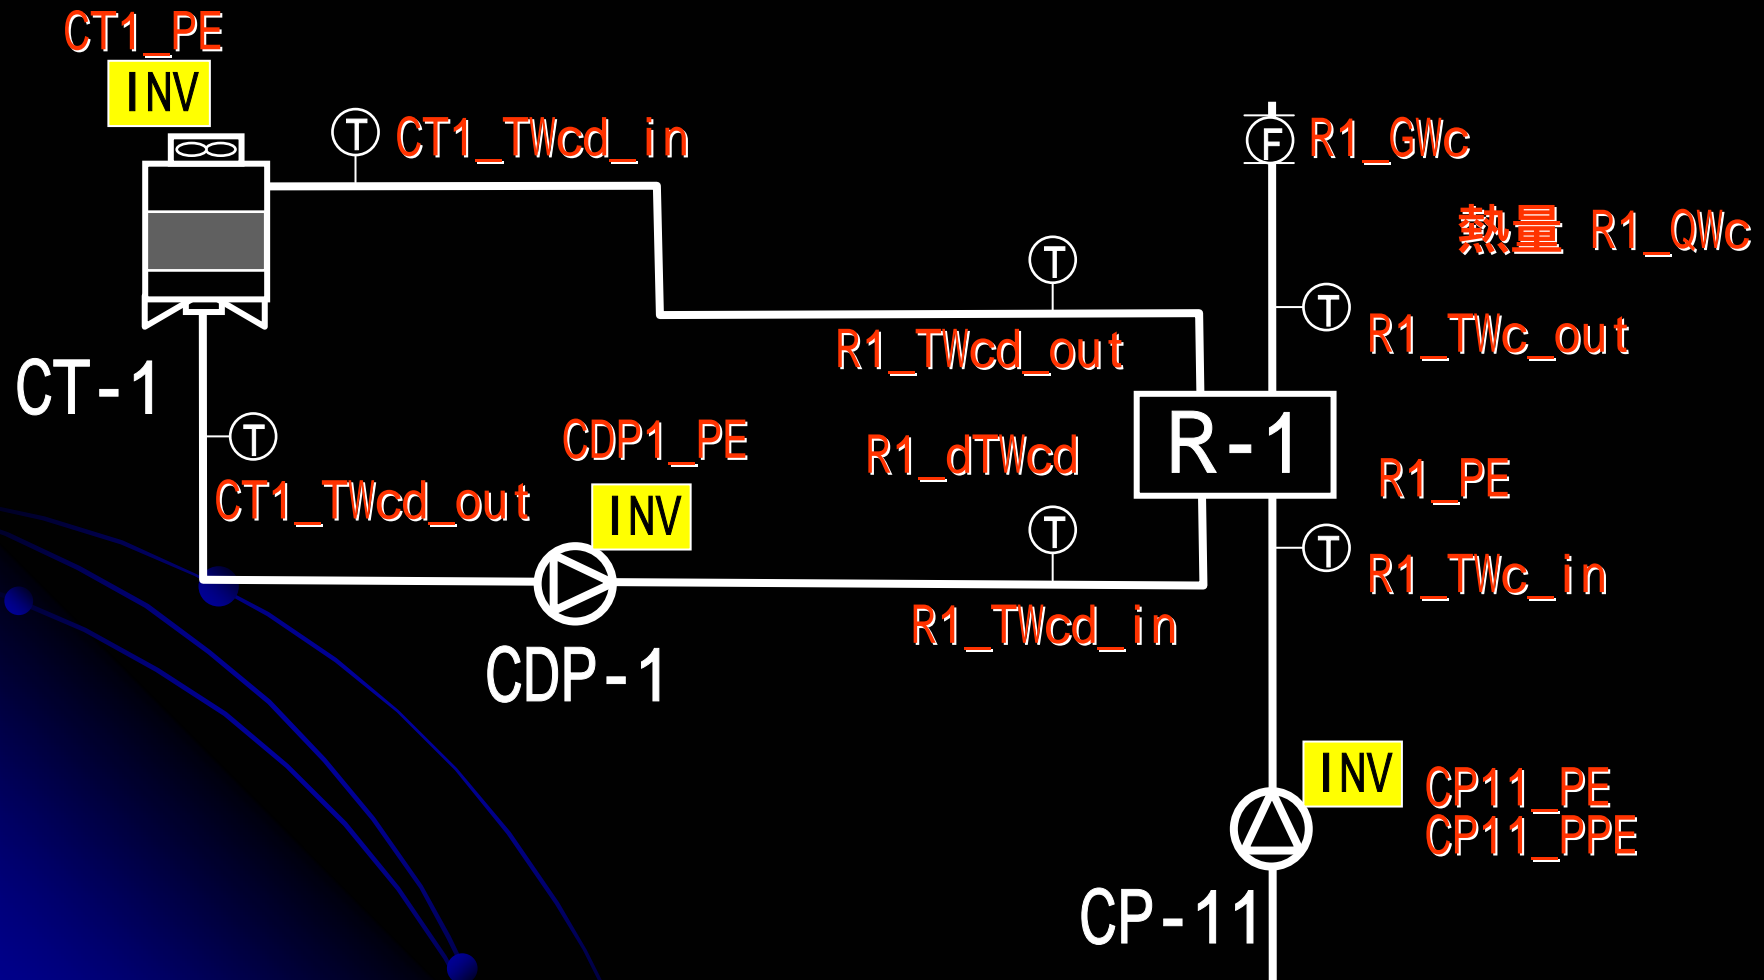 CT1_PE
INV
T
CT1_TWcd_in
F
R1_GWc
熱量 R1_QWc
T
R1_TWcd_out
T
R1_TWc_out
CT-1
T
CT1_TWcd_out
CDP1_PE
INV
R1_dTWcd
R-1
R1_PE
T
R1_TWcd_in
T
R1_TWc_in
CDP-1
INV
CP11_PE
CP11_PPE
CP-11